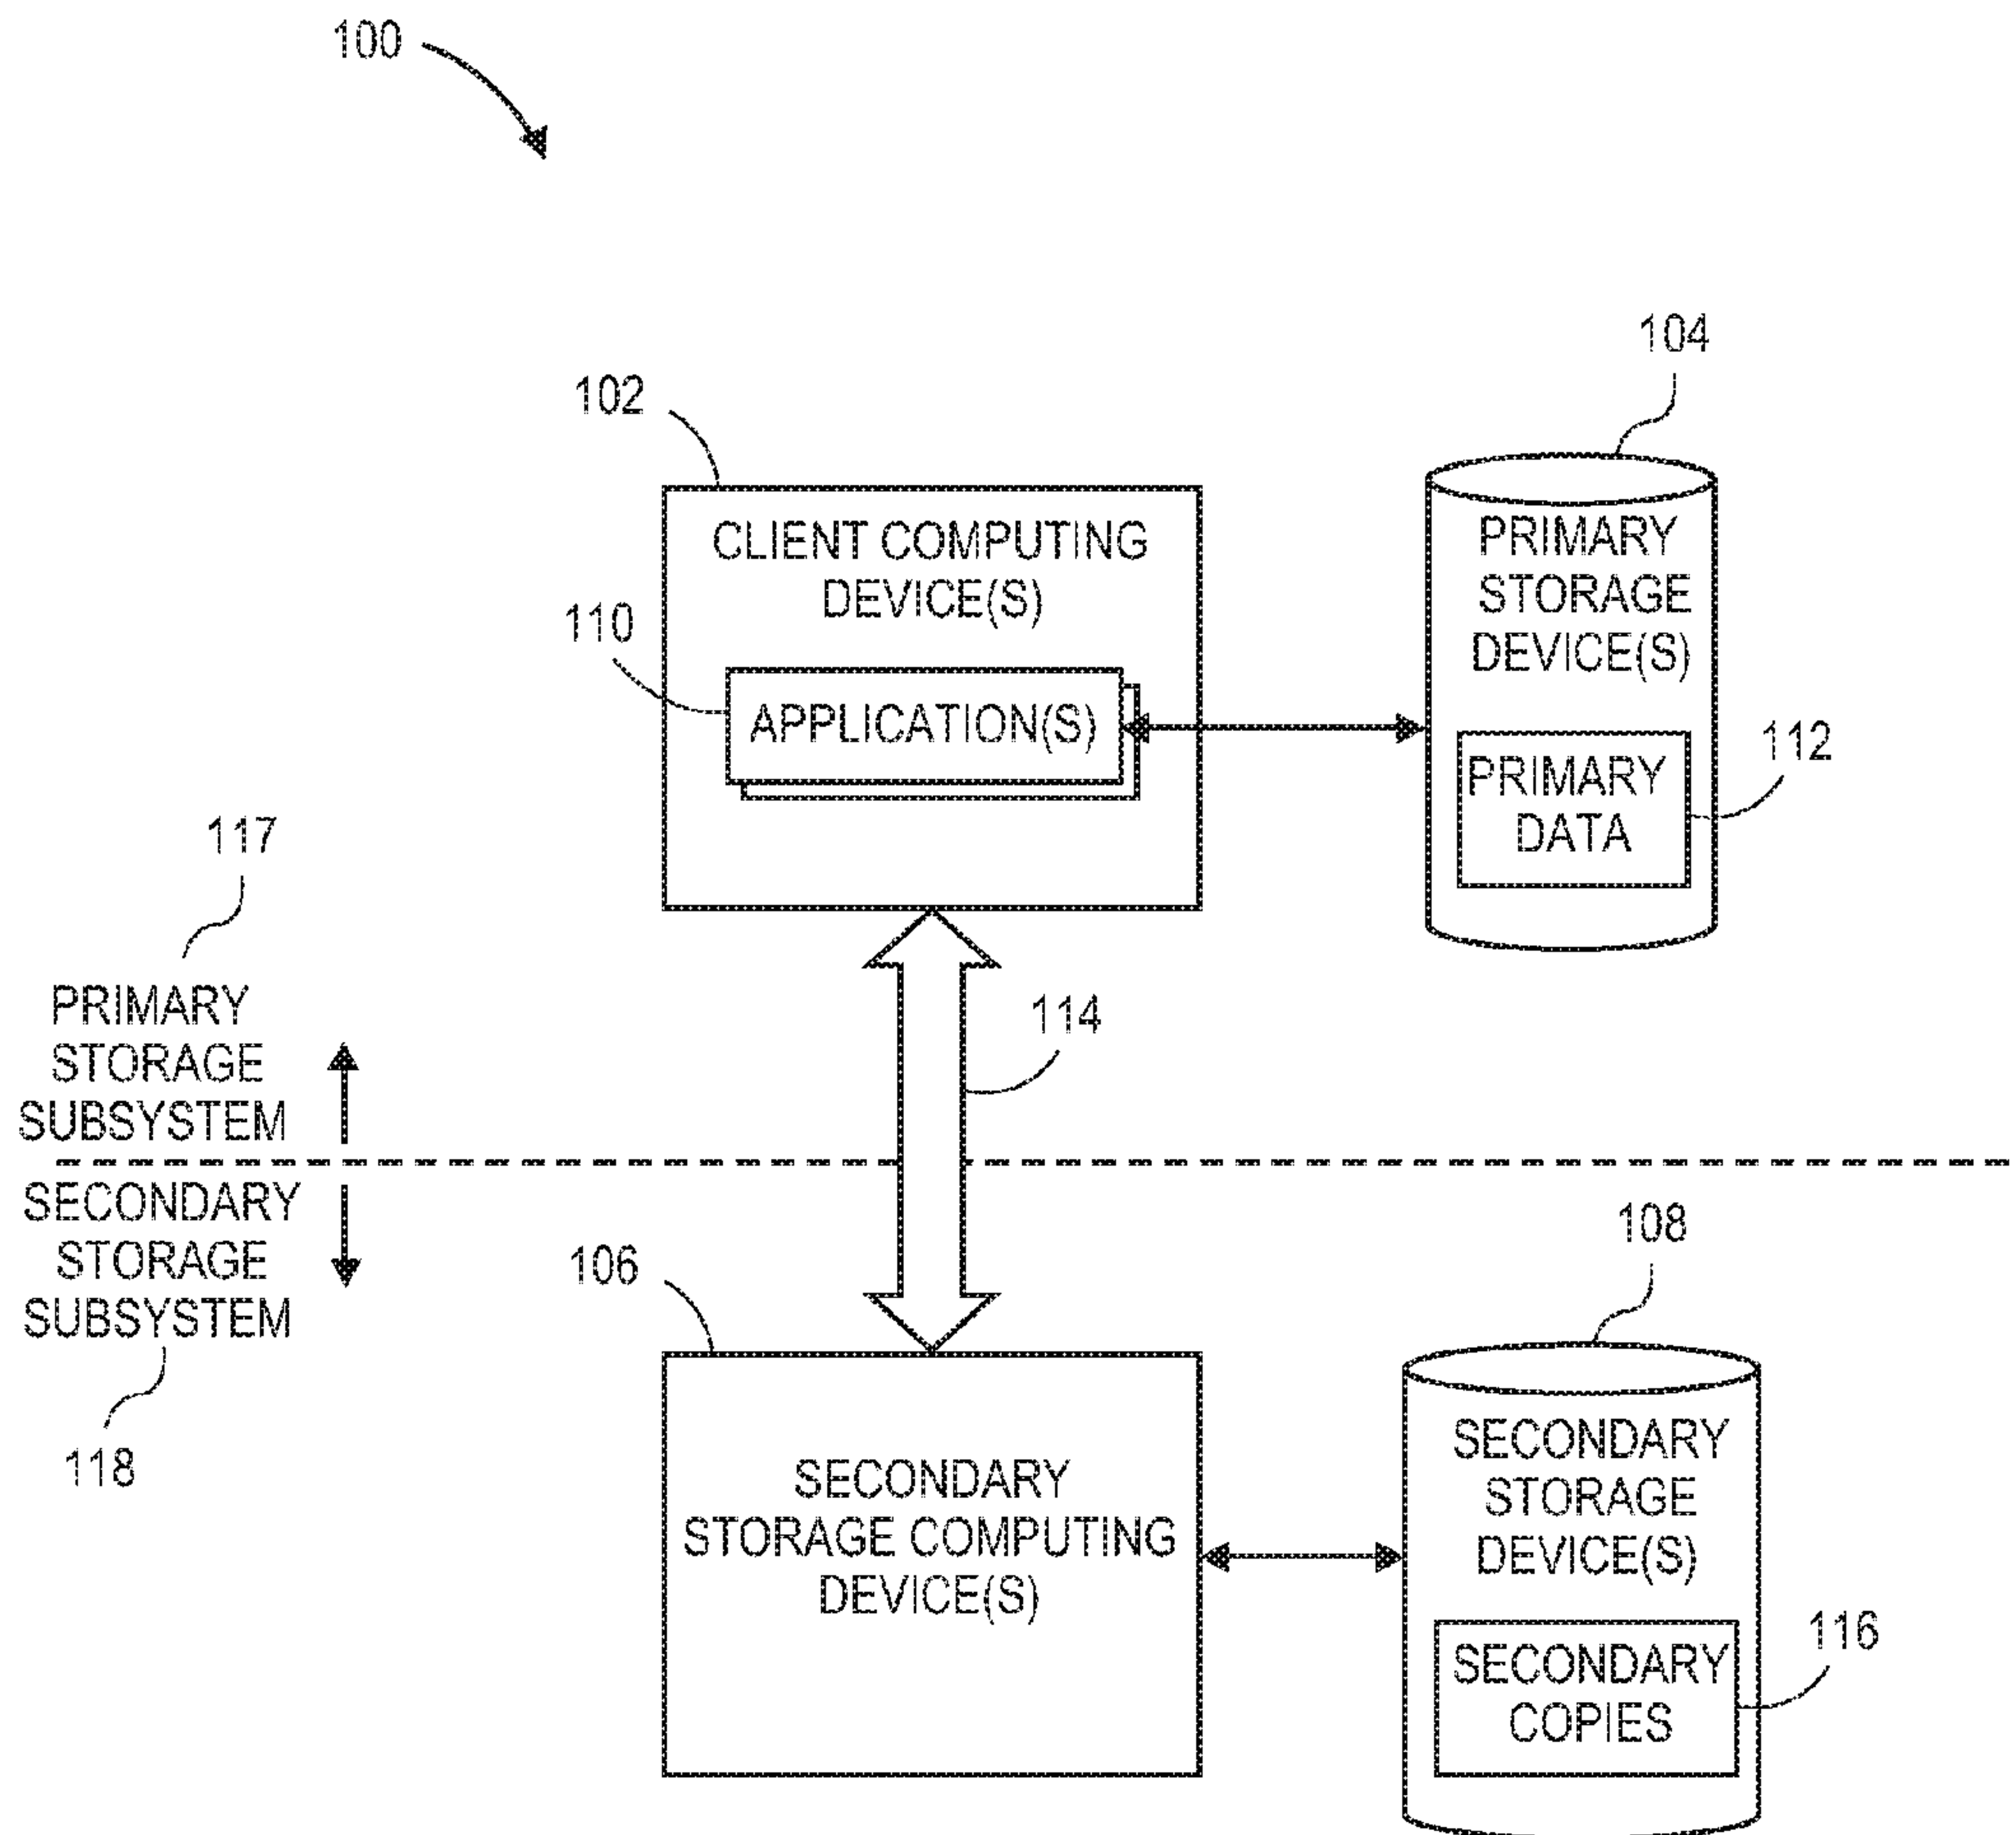 100
104
102
CLIENT COMPUTING
DEVICE(S)
PRIMARY
STORAGE
DEVICE(S)
110
APPLICATION(S)
112
PRIMARY
DATA
117
PRIMARY
STORAGE
SUBSYSTEM
114
SECONDARY
STORAGE
SUBSYSTEM
118
106
108
SECONDARY
STORAGE COMPUTING
DEVICE(S)
SECONDARY
STORAGE
DEVICE(S)
116
SECONDARY
COPIES